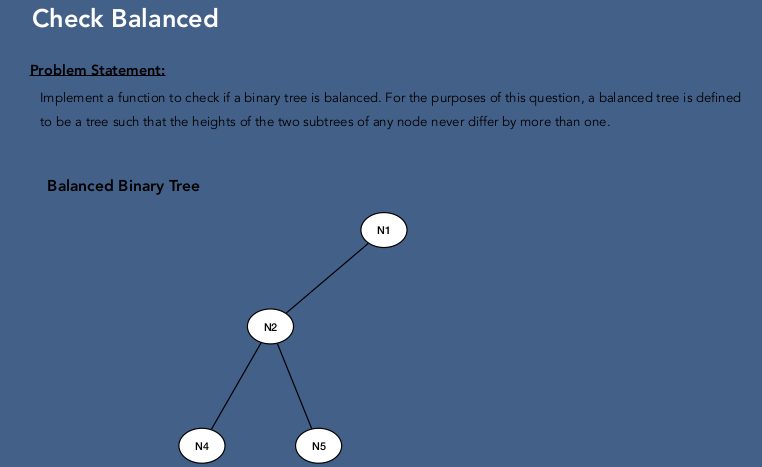 Check Balanced
Problem Statement:
Implement a function to check if a binary tree is balanced. For the purposes of this question, a balanced tree is defined
to be a tree such that the heights of the two subtrees of any node never differ by more than one.
Balanced Binary Tree
N1
N2
N4
N5